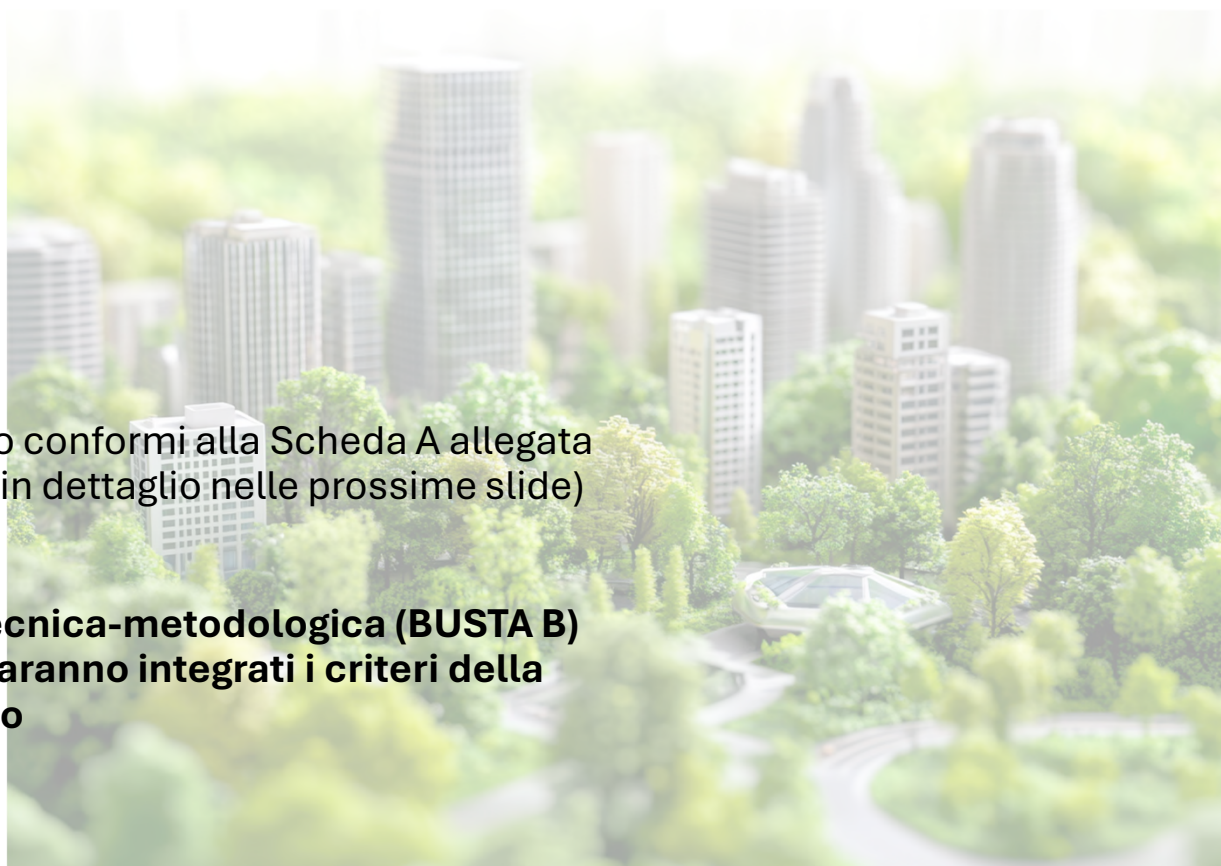 o conformi alla Scheda A allegata
in dettaglio nelle prossime slide)
ecnica-metodologica (BUSTA B)
aranno integrati i criteri della
o